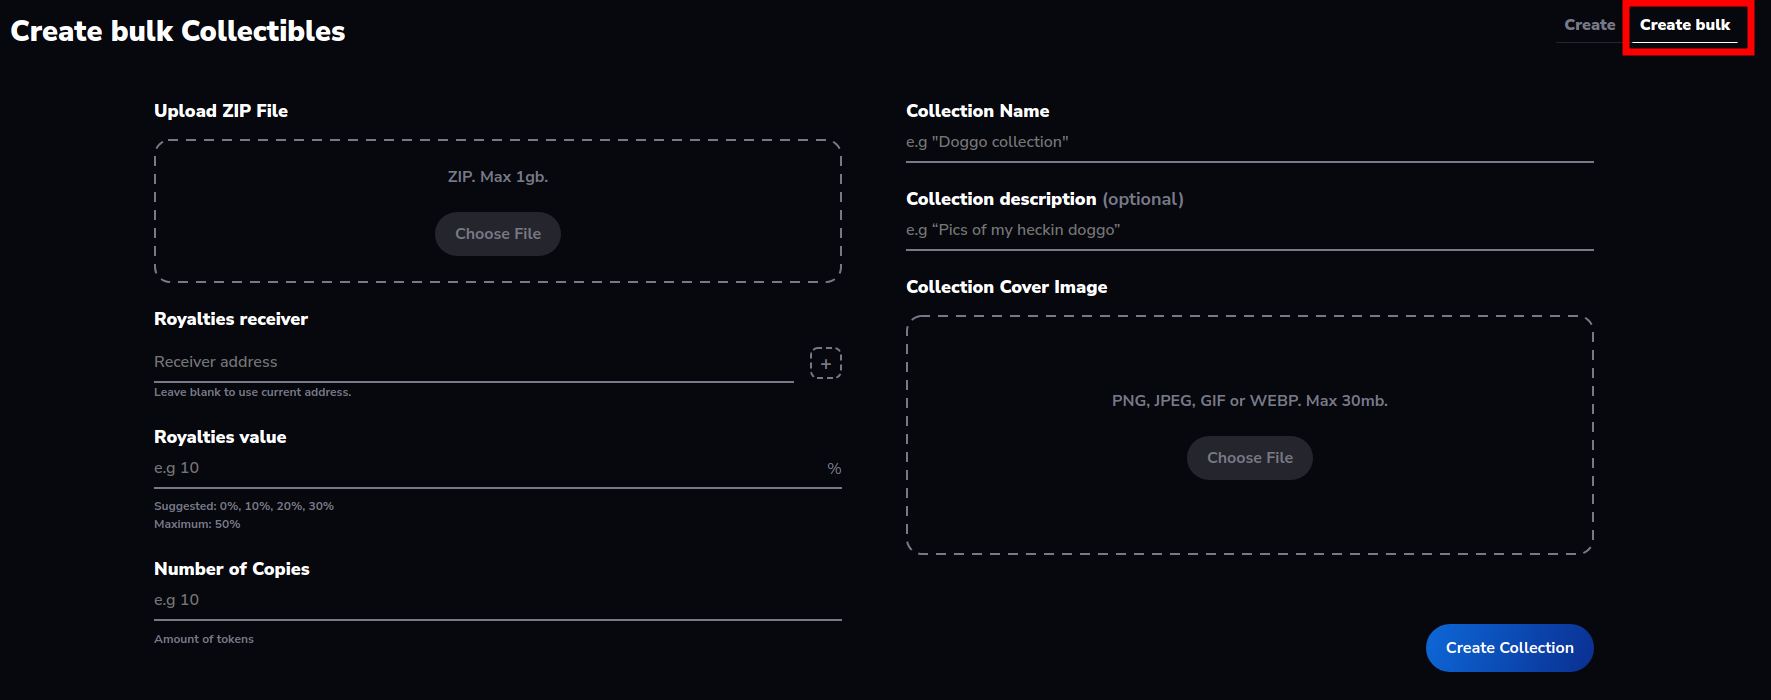 Create bulk Collectibles
Create
Create bulk
Upload ZIP File
ZIP. Max 1gb.
Choose File
Royalties receiver
Receiver address
+
Leave blank to use current address.
Royalties value
e.g 10
%
Suggested: 0%, 10%, 20%, 30%
Maximum: 50%
Number of Copies
e.g 10
Amount of tokens
Collection Name
e.g "Doggo collection"
Collection description (optional)
e.g “Pics of my heckin doggo”
Collection Cover Image
PNG, JPEG, GIF or WEBP. Max 30mb.
Choose File
Create Collection